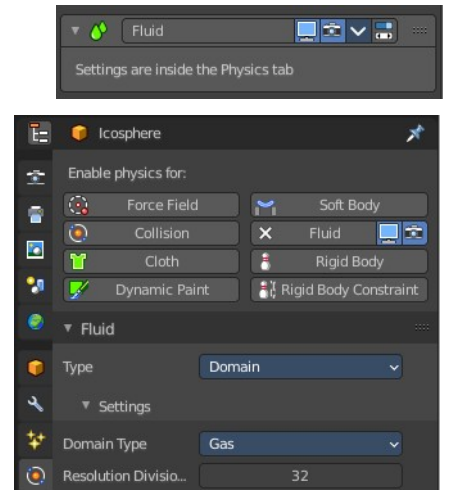 Fluid
Settings are inside the Physics tab
Icosphere
Enable physics for:
Force Field Soft Body
Collision Fluid
Cloth Rigid Body
Dynamic Paint Rigid Body Constraint
Fluid
Type Domain
Settings
Domain Type Gas
Resolution Divisio... 32